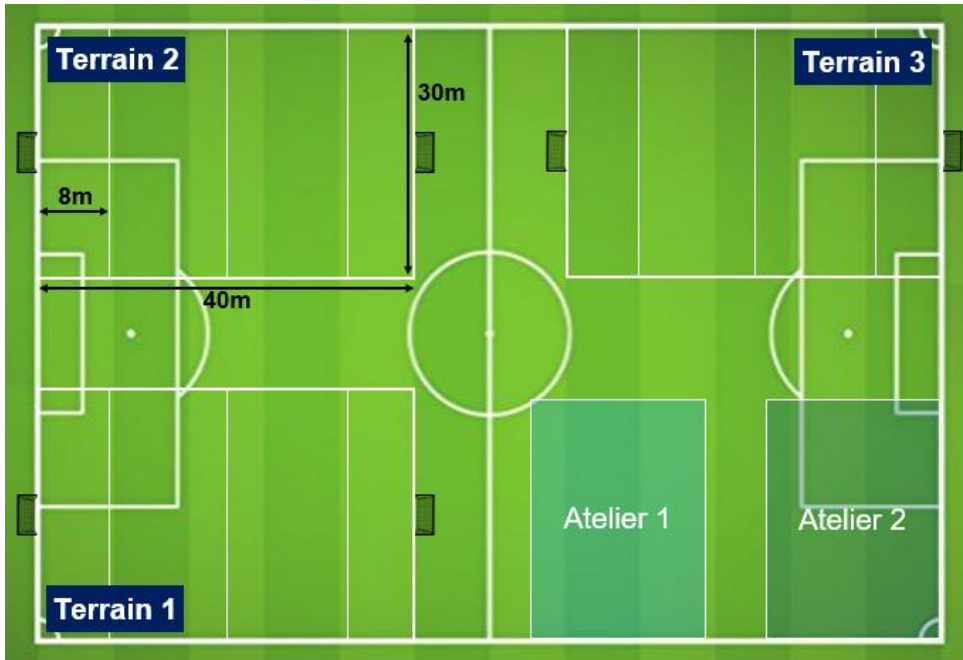 Terrain 2
Terrain 3
30m
8m
40m
Atelier 1
Atelier 2
Terrain 1